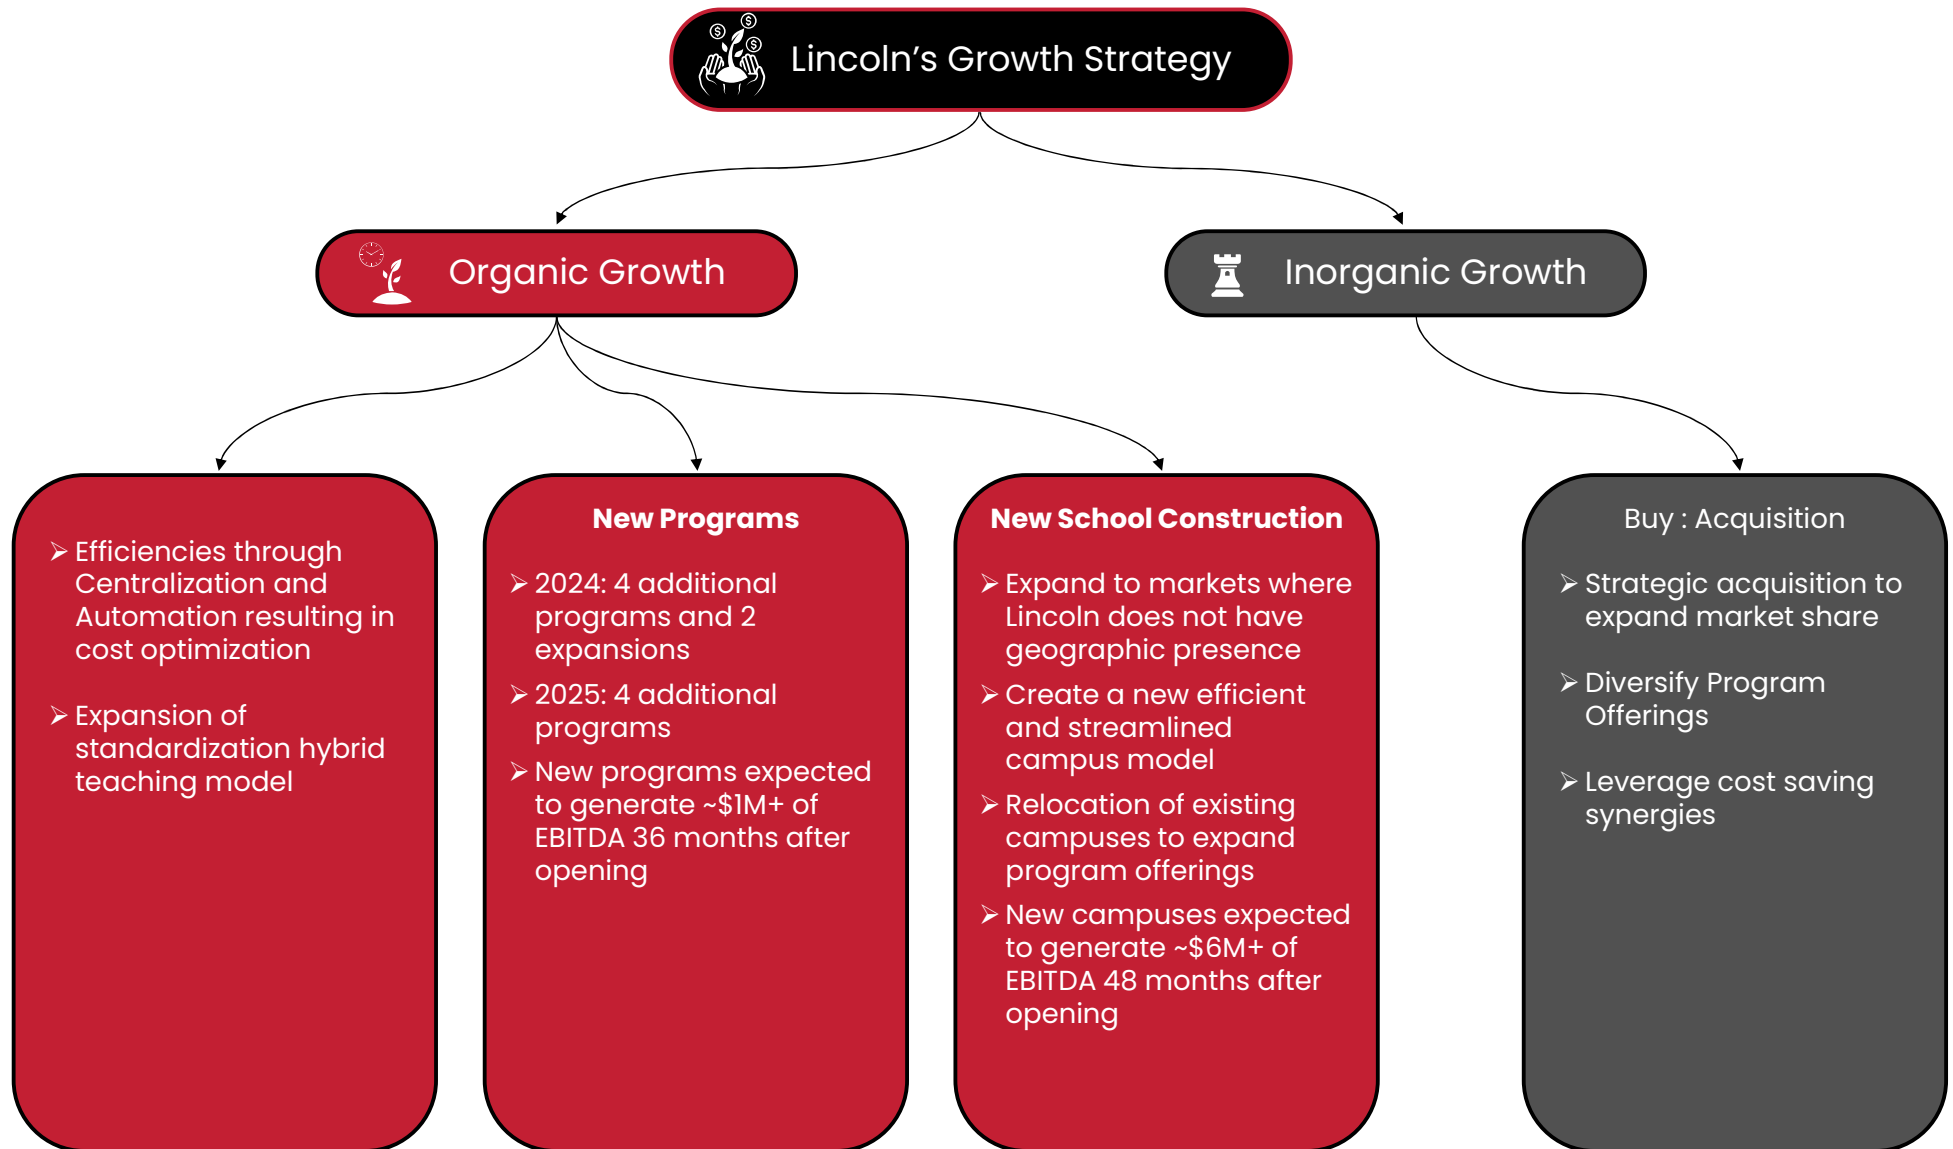 Lincoln's Growth Strategy
Organic Growth
Inorganic Growth
➢ Efficiencies through
Centralization and
Automation resulting in
cost optimization
➢ Expansion of
standardization hybrid
teaching model
New Programs
➢ 2024: 4 additional
programs and 2
expansions
➢ 2025: 4 additional
programs
➢ New programs expected
to generate ~$1M+ of
EBITDA 36 months after
opening
New School Construction
➢ Expand to markets where
Lincoln does not have
geographic presence
➢ Create a new efficient
and streamlined
campus model
➢ Relocation of existing
campuses to expand
program offerings
➢ New campuses expected
to generate ~$6M+ of
EBITDA 48 months after
opening
Buy : Acquisition
➢ Strategic acquisition to
expand market share
➢ Diversify Program
Offerings
➢ Leverage cost saving
synergies